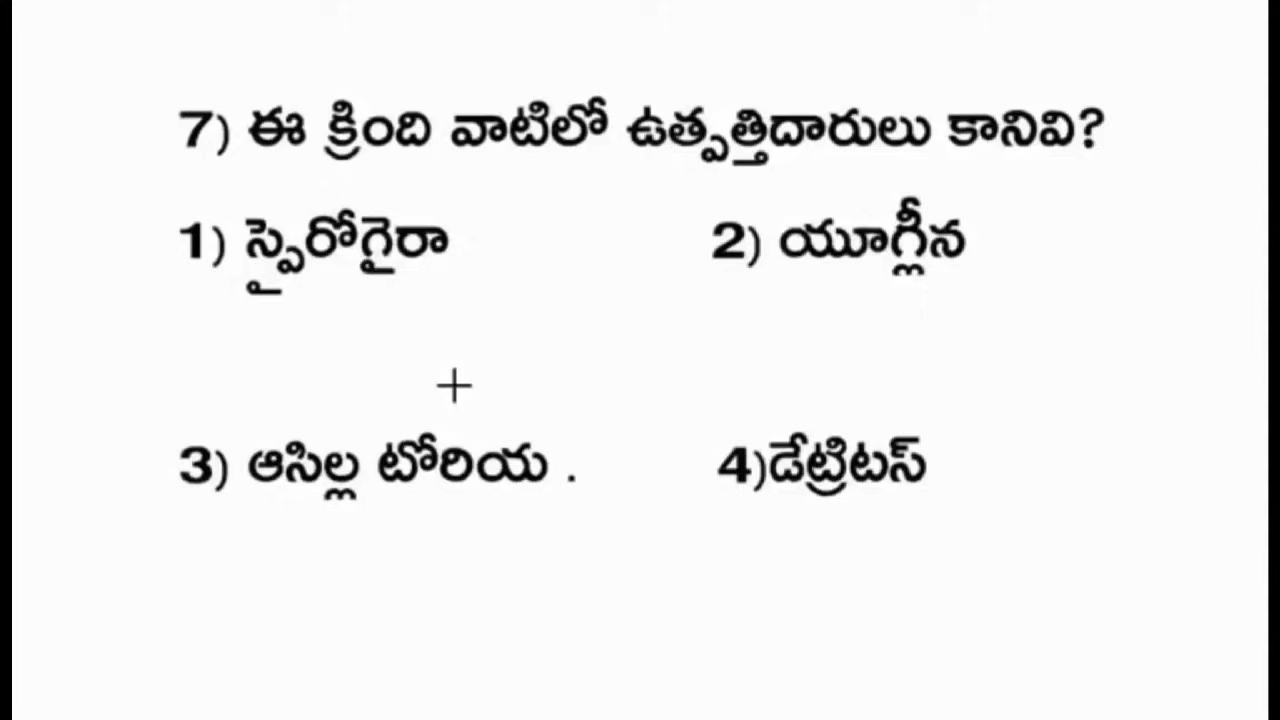 7) ఈ క్రింది వాటిలో ఉత్పత్తిదారులు కానివి?
1) స్పైరోగైరా 2) యూగ్లీన
3) ఆసిల్ల టోరియ . 4)డేట్రిటస్